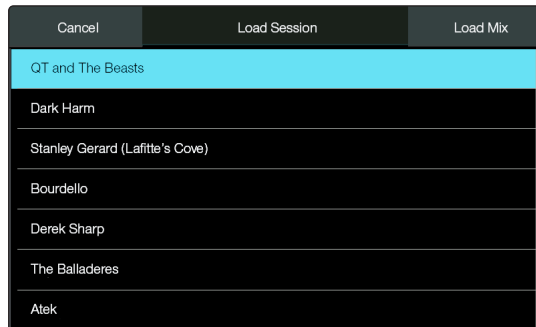 Cancel Load Session Load Mix
QT and The Beasts
Dark Harm
Stanley Gerard (Lafitte's Cove)
Bourdello
Derek Sharp
The Balladeres
Atek